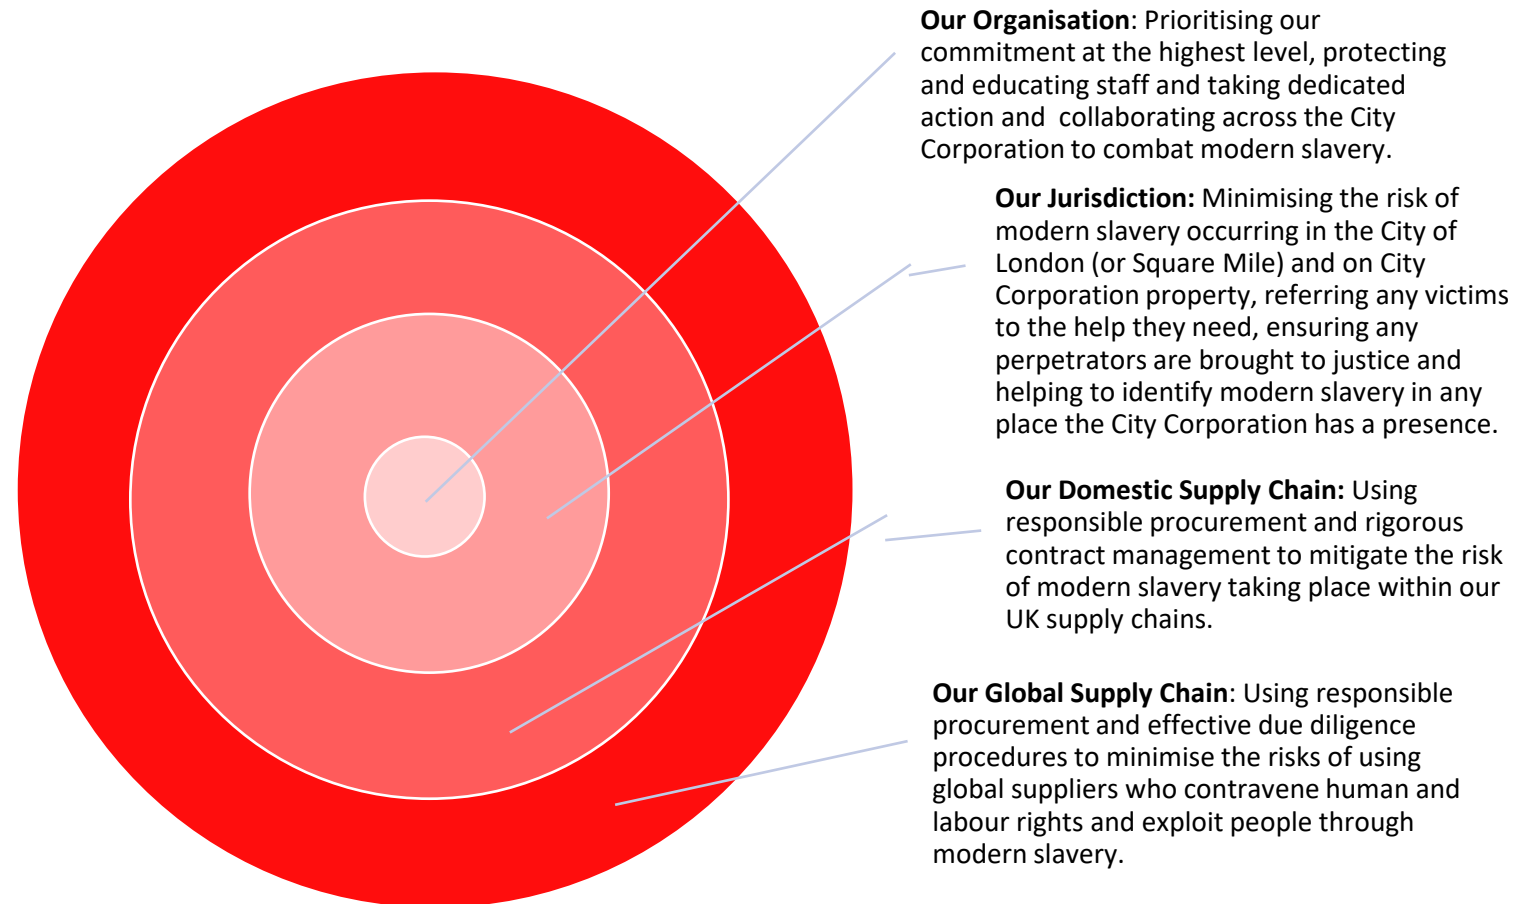 Our Organisation: Prioritising our
commitment at the highest level, protecting
and educating staff and taking dedicated
action and  collaborating across the City
Corporation to combat modern slavery.
Our Jurisdiction: Minimising the risk of
modern slavery occurring in the City of
London (or Square Mile) and on City
Corporation property, referring any victims
to the help they need, ensuring any
perpetrators are brought to justice and
helping to identify modern slavery in any
place the City Corporation has a presence.
Our Domestic Supply Chain: Using
responsible procurement and rigorous
contract management to mitigate the risk
of modern slavery taking place within our
UK supply chains.
Our Global Supply Chain: Using responsible
procurement and effective due diligence
procedures to minimise the risks of using
global suppliers who contravene human and
labour rights and exploit people through
modern slavery.